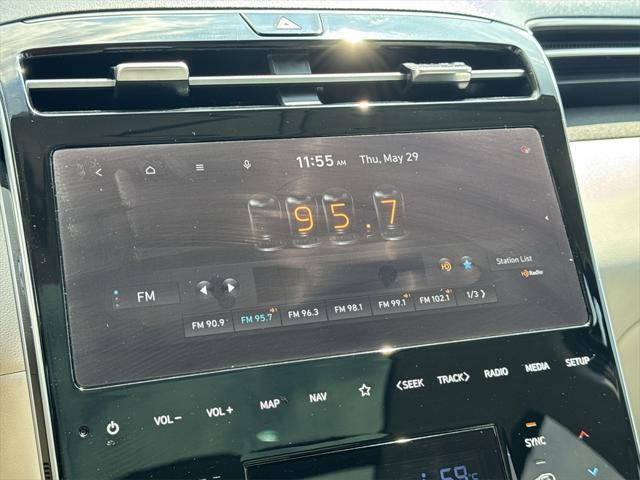 11:55 AM Thu, May 29
95.7
Station List
HD Radio
FM
FM 90.9 FM 95.7 FM 96.3 FM 98.1 FM 99.1 FM 102.1 1/3 >
VOL− VOL+ MAP NAV <SEEK TRACK> RADIO MEDIA SETUP
SYNC
59°C